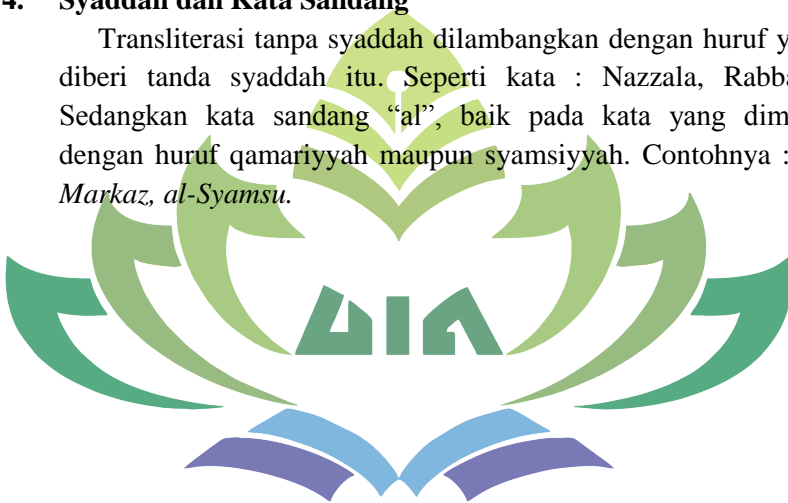 4. Syaddah dan Kata Sandang
Transliterasi tanpa syaddah dilambangkan dengan huruf y
diberi tanda syaddah itu. Seperti kata : Nazzala, Rabba
Sedangkan kata sandang “al”, baik pada kata yang dim
dengan huruf qamariyyah maupun syamsiyyah. Contohnya :
Markaz, al-Syamsu.